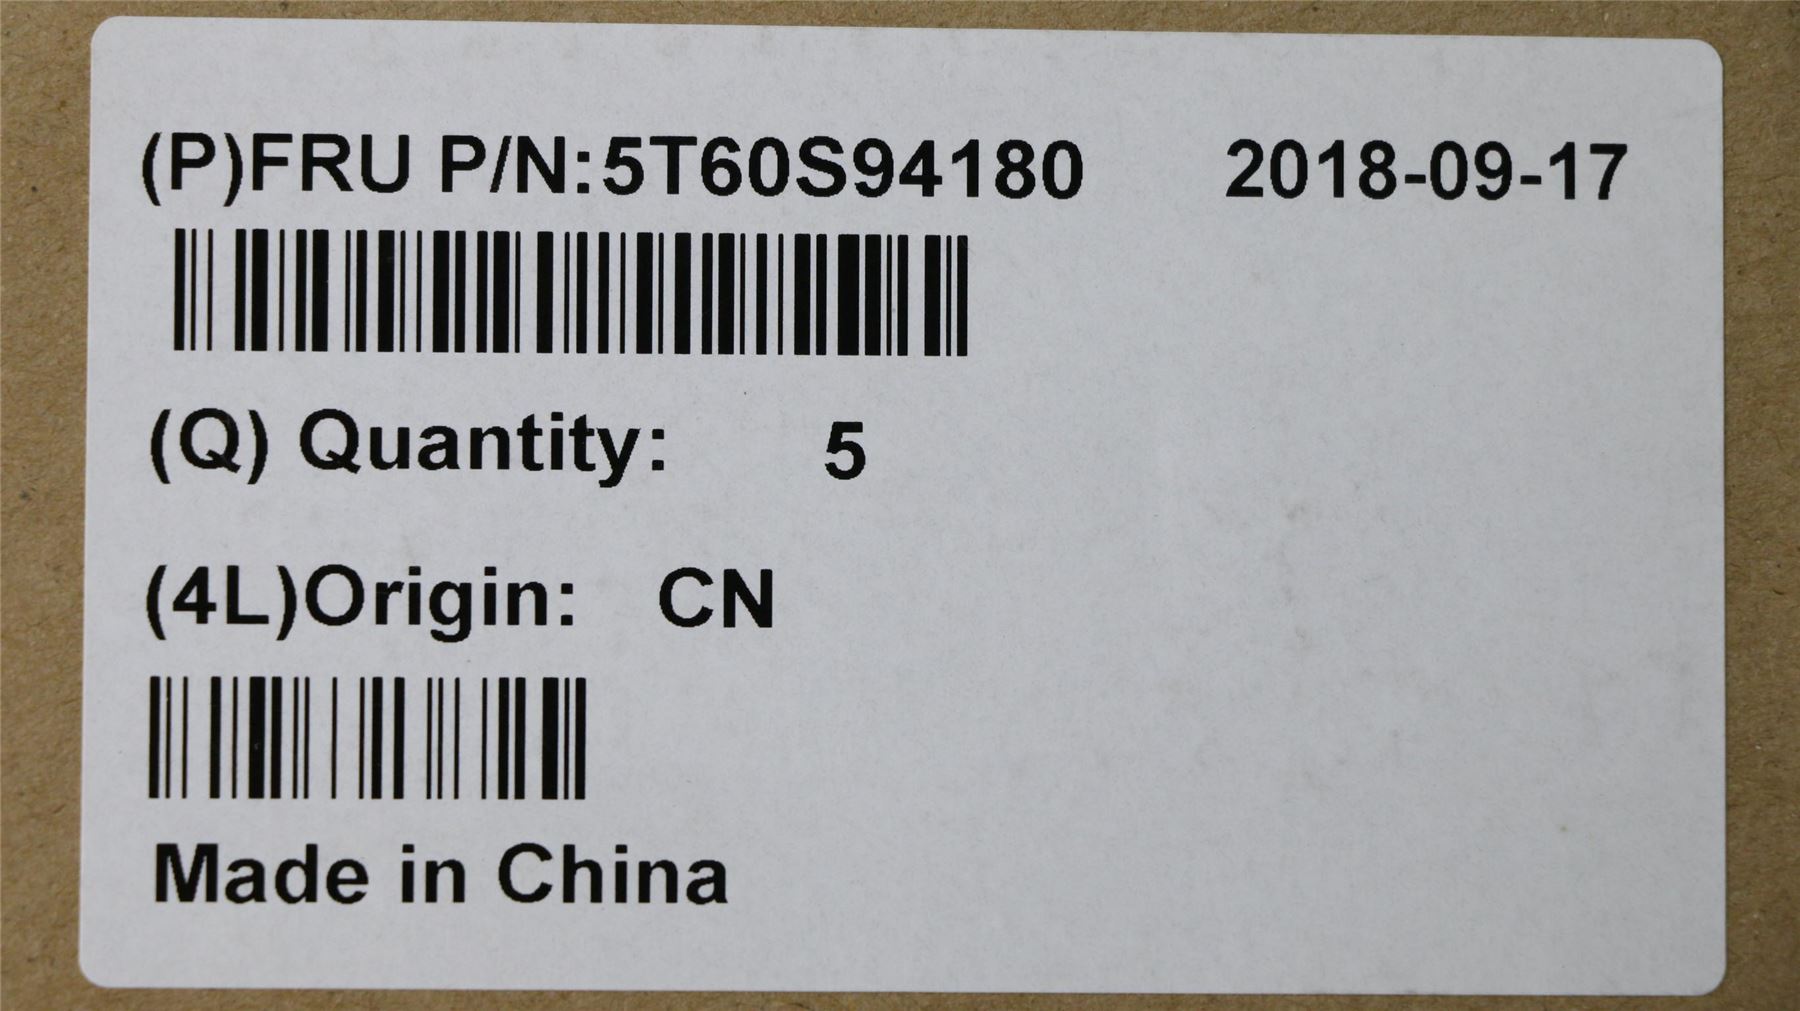 (P)FRU P/N:5T60S94180 2018-09-17
(Q) Quantity: 5
(4L)Origin: CN
Made in China